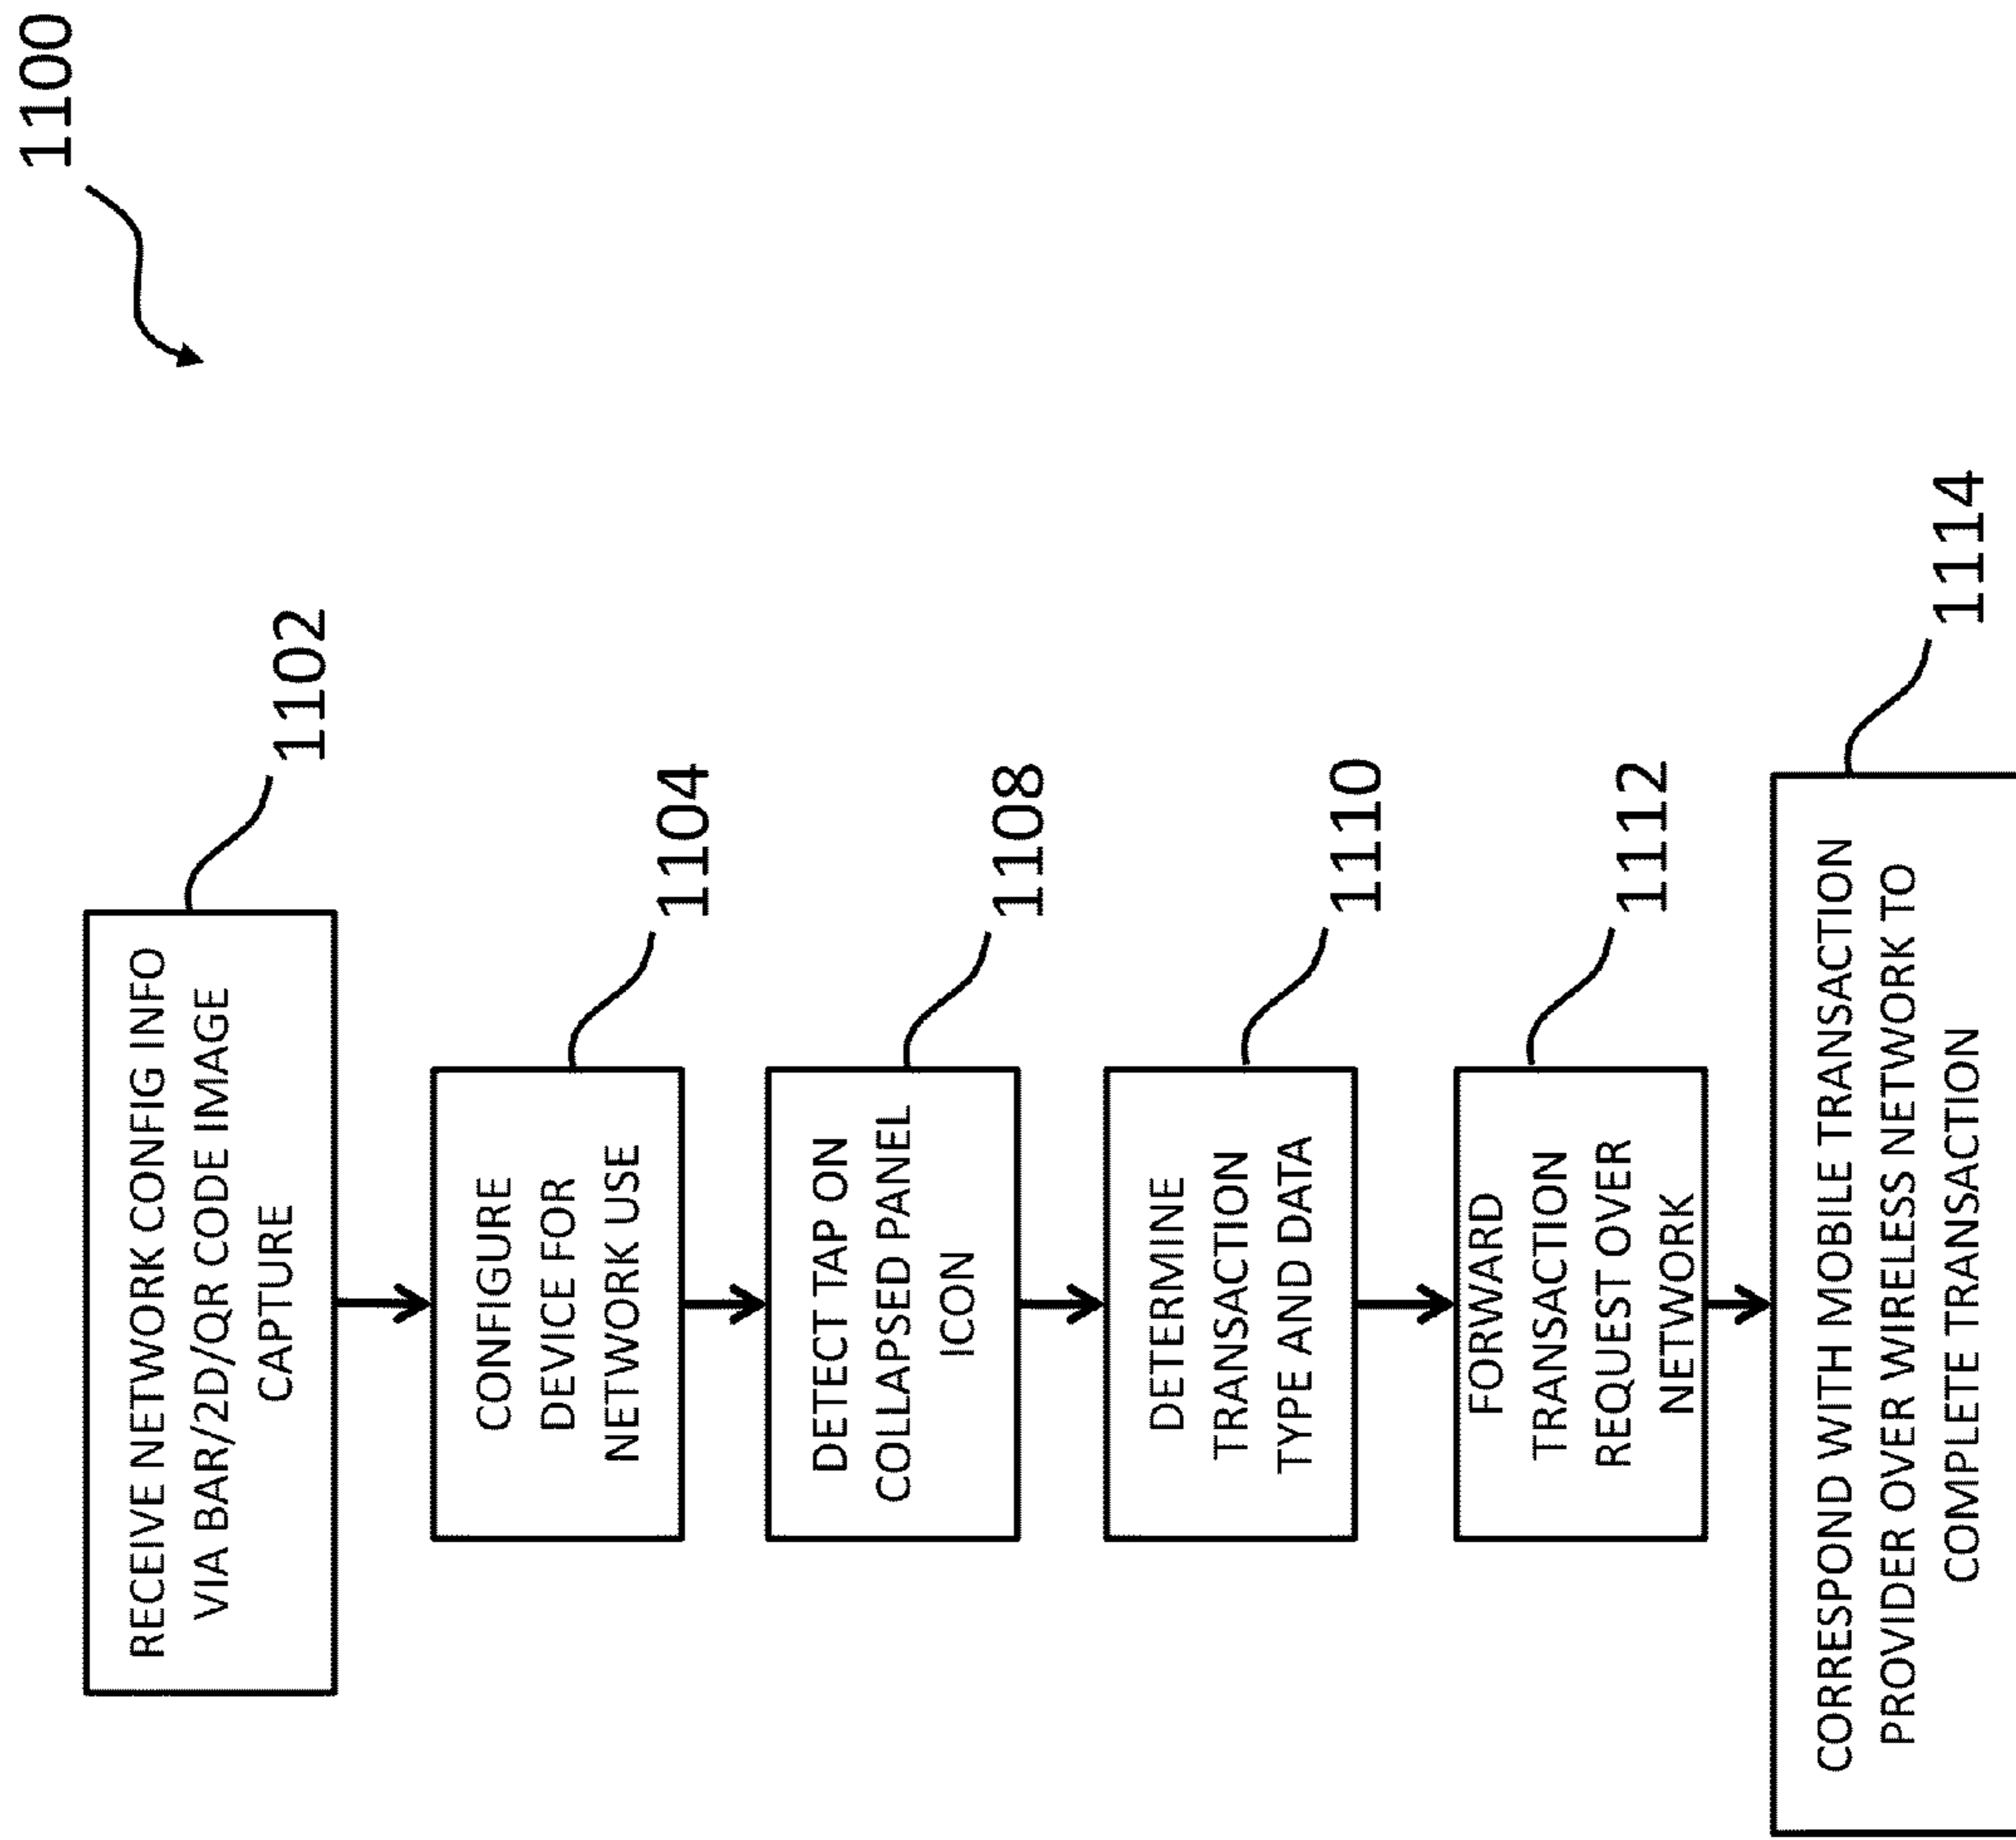 1100
RECEIVE NETWORK CONFIG INFO
VIA BAR/2D/QR CODE IMAGE
CAPTURE
1102
CONFIGURE
DEVICE FOR
NETWORK USE
1104
DETECT TAP ON
COLLAPSED PANEL
ICON
1108
DETERMINE
TRANSACTION
TYPE AND DATA
1110
FORWARD
TRANSACTION
REQUEST OVER
NETWORK
1112
CORRESPOND WITH MOBILE TRANSACTION
PROVIDER OVER WIRELESS NETWORK TO
COMPLETE TRANSACTION
1114